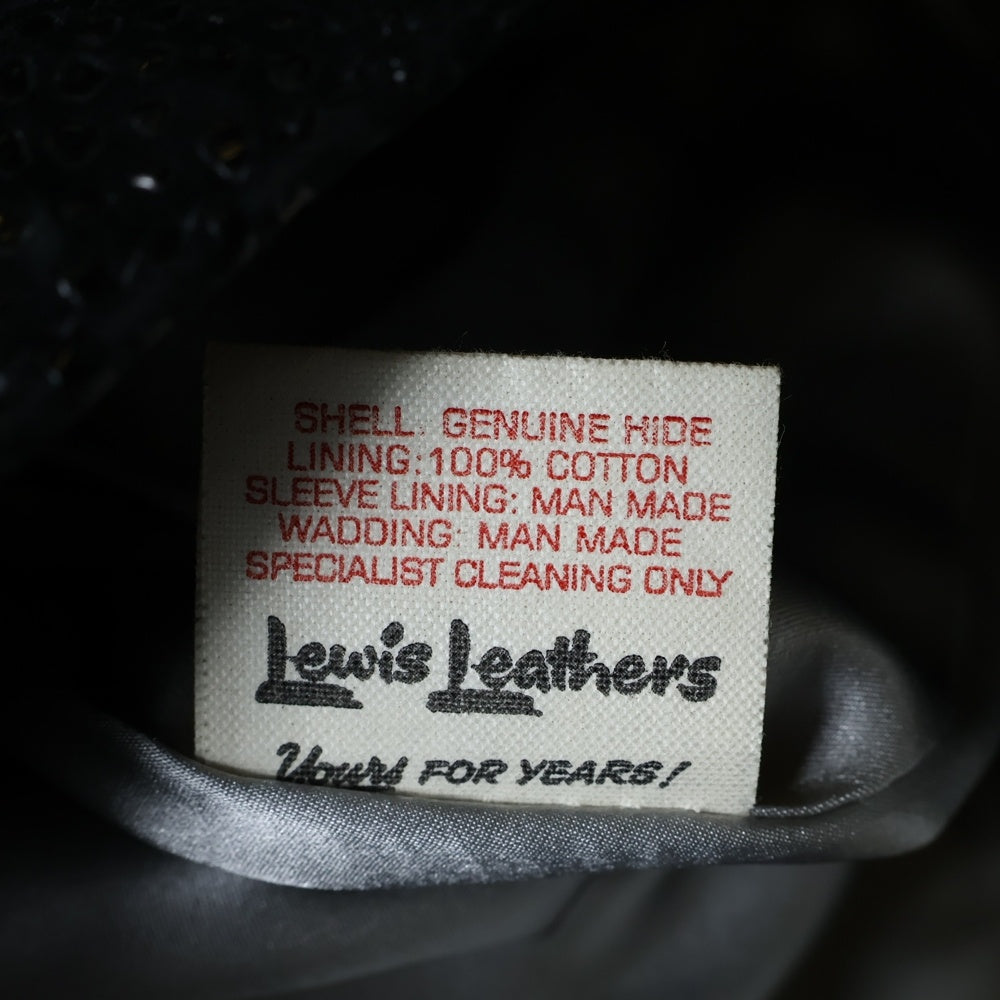 SHELL: GENUINE HIDE
LINING: 100% COTTON
SLEEVE LINING: MAN MADE
WADDING: MAN MADE
SPECIALIST CLEANING ONLY
Lewis Leathers
Yours FOR YEARS!